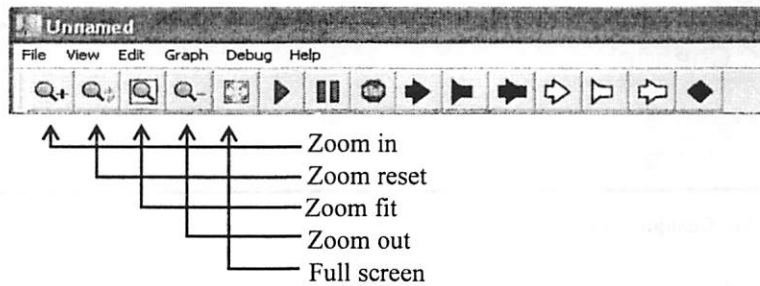 Unnamed
File View Edit Graph Debug Help
Zoom in
Zoom reset
Zoom fit
Zoom out
Full screen